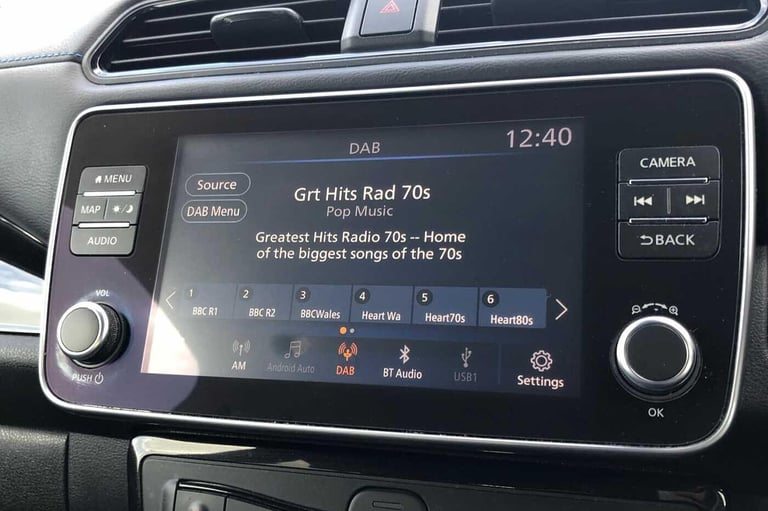 DAB
12:40
MENU
MAP
AUDIO
VOL
PUSH
Source
DAB Menu
Grt Hits Rad 70s
Pop Music
Greatest Hits Radio 70s -- Home
of the biggest songs of the 70s
1 BBC R1
2 BBC R2
3 BBCWales
4 Heart Wa
5 Heart70s
6 Heart80s
AM
Android Auto
DAB
BT Audio
USB1
Settings
CAMERA
BACK
OK